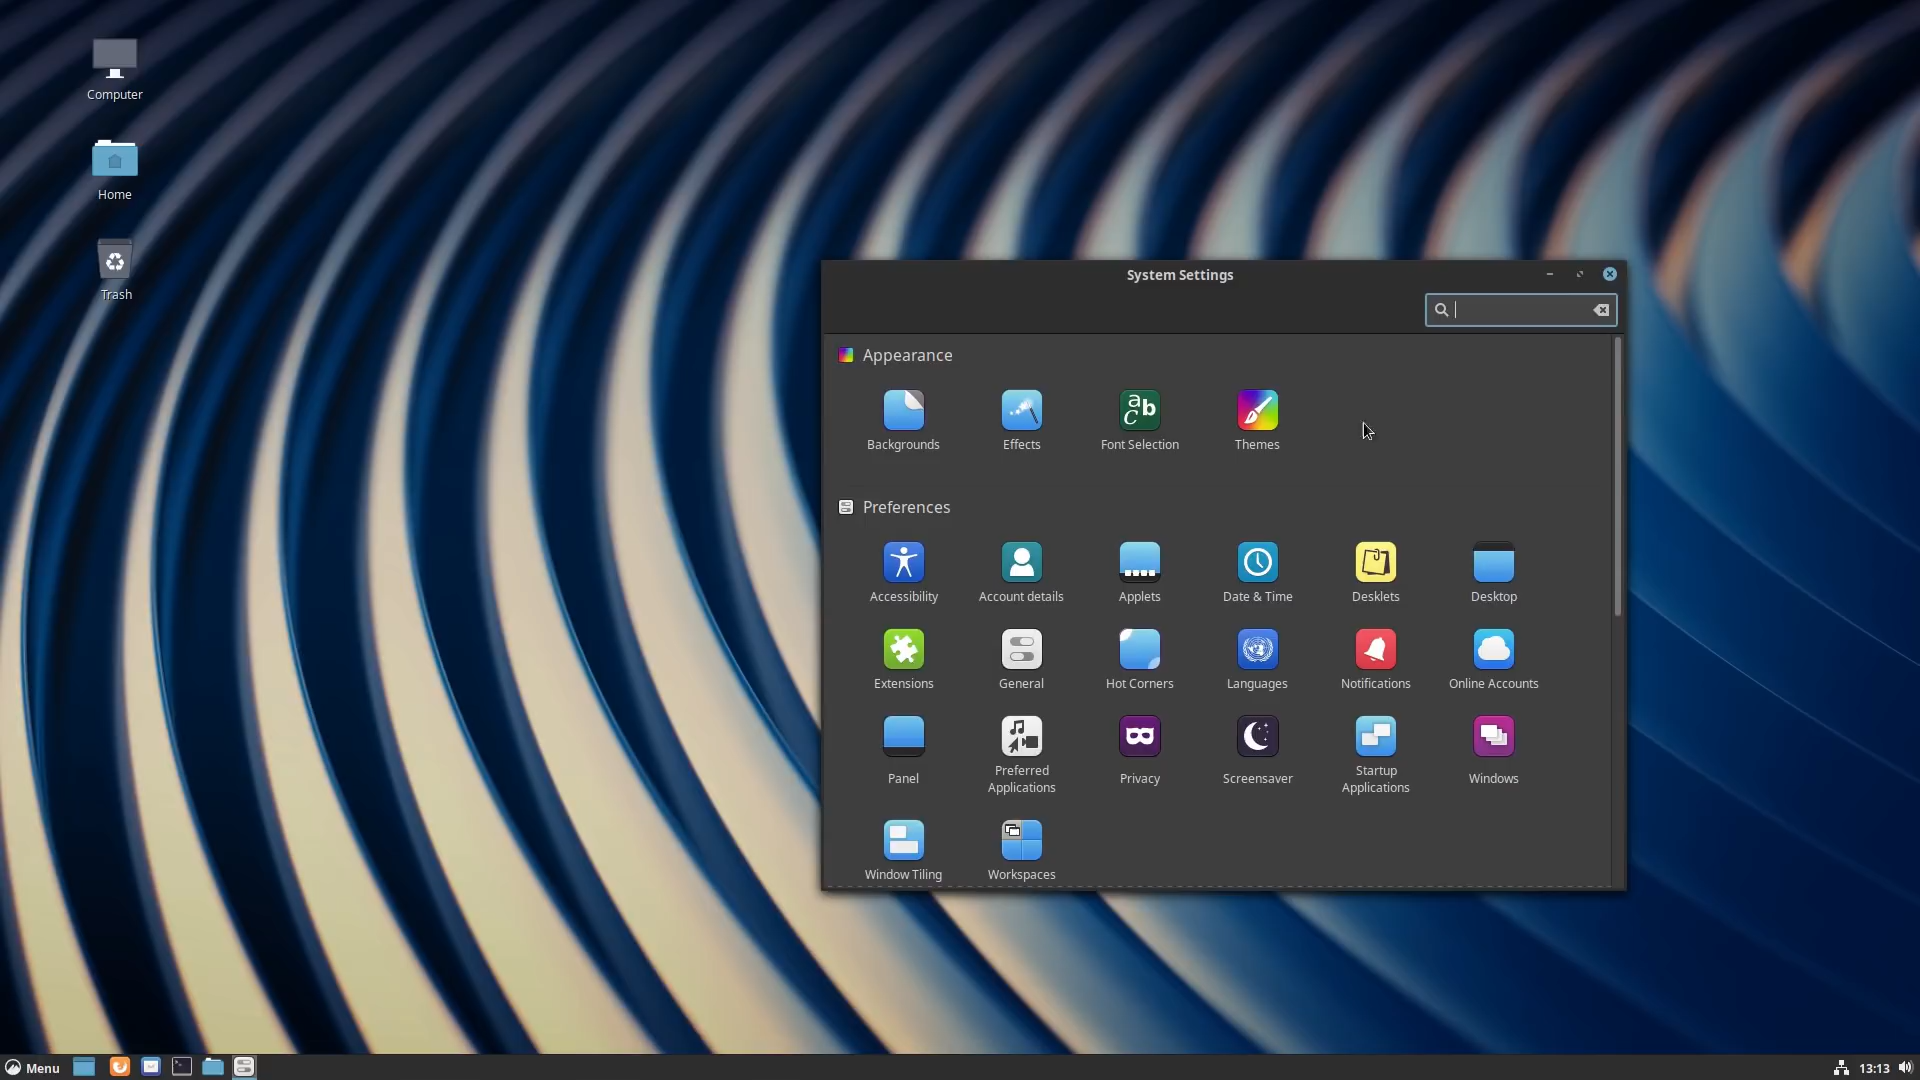 Computer
Home
Trash
System Settings
Appearance
Backgrounds
Effects
Font Selection
Themes
Preferences
Accessibility
Account details
Applets
Date & Time
Desklets
Desktop
Extensions
General
Hot Corners
Languages
Notifications
Online Accounts
Panel
Preferred
Applications
Privacy
Screensaver
Startup
Applications
Windows
Window Tiling
Workspaces
Menu
13:13